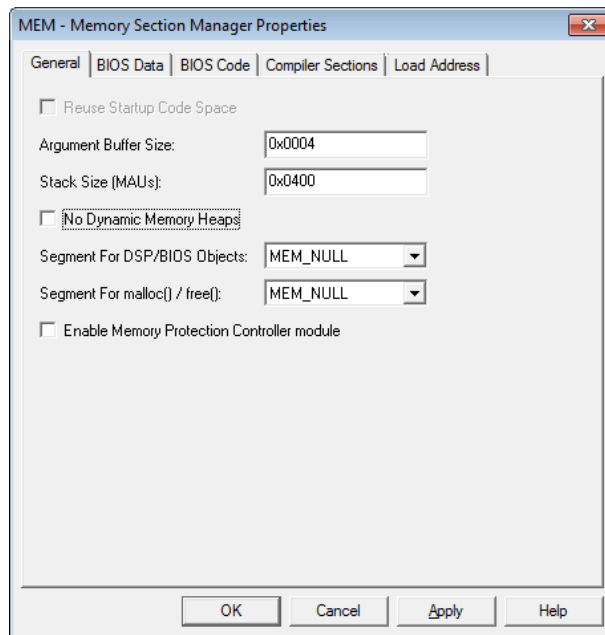 MEM - Memory Section Manager Properties
General BIOS Data BIOS Code Compiler Sections Load Address
Reuse Startup Code Space
Argument Buffer Size: 0x0004
Stack Size (MAUs): 0x0400
No Dynamic Memory Heaps
Segment For DSP/BIOS Objects: MEM_NULL
Segment For malloc() / free(): MEM_NULL
Enable Memory Protection Controller module
OK Cancel Apply Help